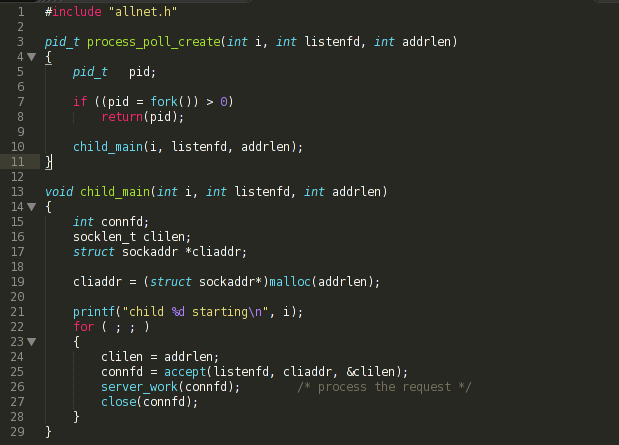 1 #include "allnet.h"
2
3 pid_t process_poll_create(int i, int listenfd, int addrlen)
4 {
5     pid_t   pid;
6
7     if ((pid = fork()) > 0)
8         return(pid);
9
10     child_main(i, listenfd, addrlen);
11 }
12
13 void child_main(int i, int listenfd, int addrlen)
14 {
15     int connfd;
16     socklen_t clilen;
17     struct sockaddr *cliaddr;
18
19     cliaddr = (struct sockaddr*)malloc(addrlen);
20
21     printf("child %d starting\n", i);
22     for ( ; ; )
23     {
24         clilen = addrlen;
25         connfd = accept(listenfd, cliaddr, &clilen);
26         server_work(connfd);        /* process the request */
27         close(connfd);
28     }
29 }